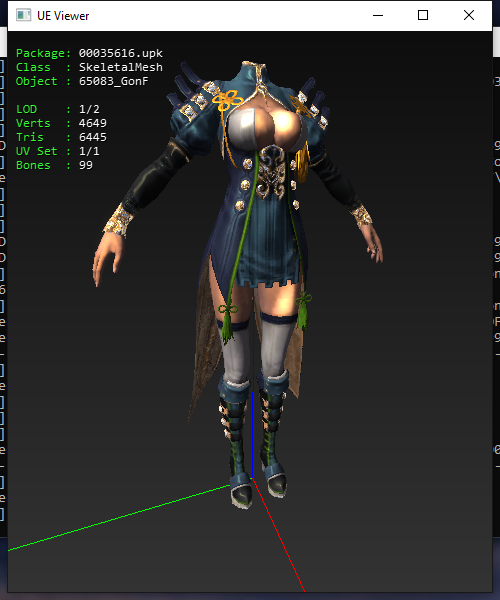 UE Viewer
Package: 00035616.upk
Class  : SkeletalMesh
Object : 65083_GonF
LOD    : 1/2
Verts  : 4649
Tris   : 6445
UV Set : 1/1
Bones  : 99